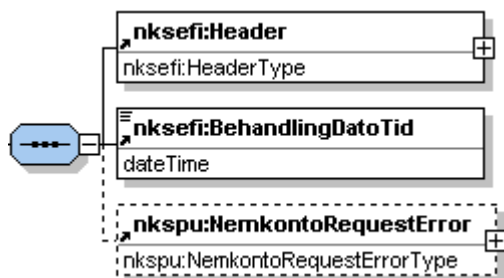 nksefi:Header
nksefi:HeaderType
nksefi:BehandlingDatoTid
dateTime
nkspu:NemkontoRequestError
nkspu:NemkontoRequestErrorType